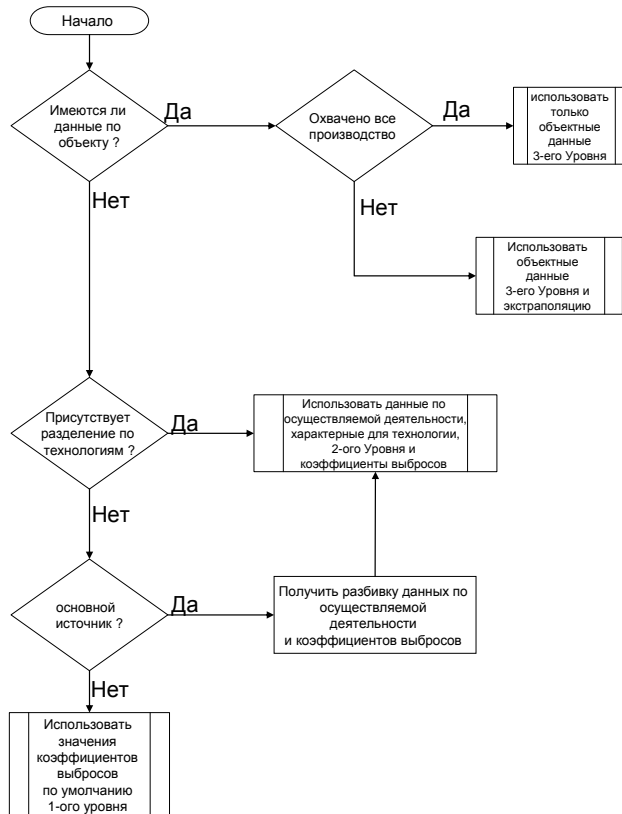 Начало
Имеются ли
данные по
объекту ?
Да
Охвачено все
производство
Да
использовать
только
объектные
данные
3-его Уровня
Нет
Нет
Использовать
объектные
данные
3-его Уровня и
экстраполяцию
Присутствует
разделение по
технологиям ?
Да
Использовать данные по
осуществляемой деятельности,
характерные для технологии,
2-ого Уровня и
коэффициенты выбросов
Нет
основной
источник ?
Да
Получить разбивку данных по
осуществляемой
деятельности
и коэффициентов выбросов
Нет
Использовать
значения
коэффициентов
выбросов
по умолчанию
1-ого уровня